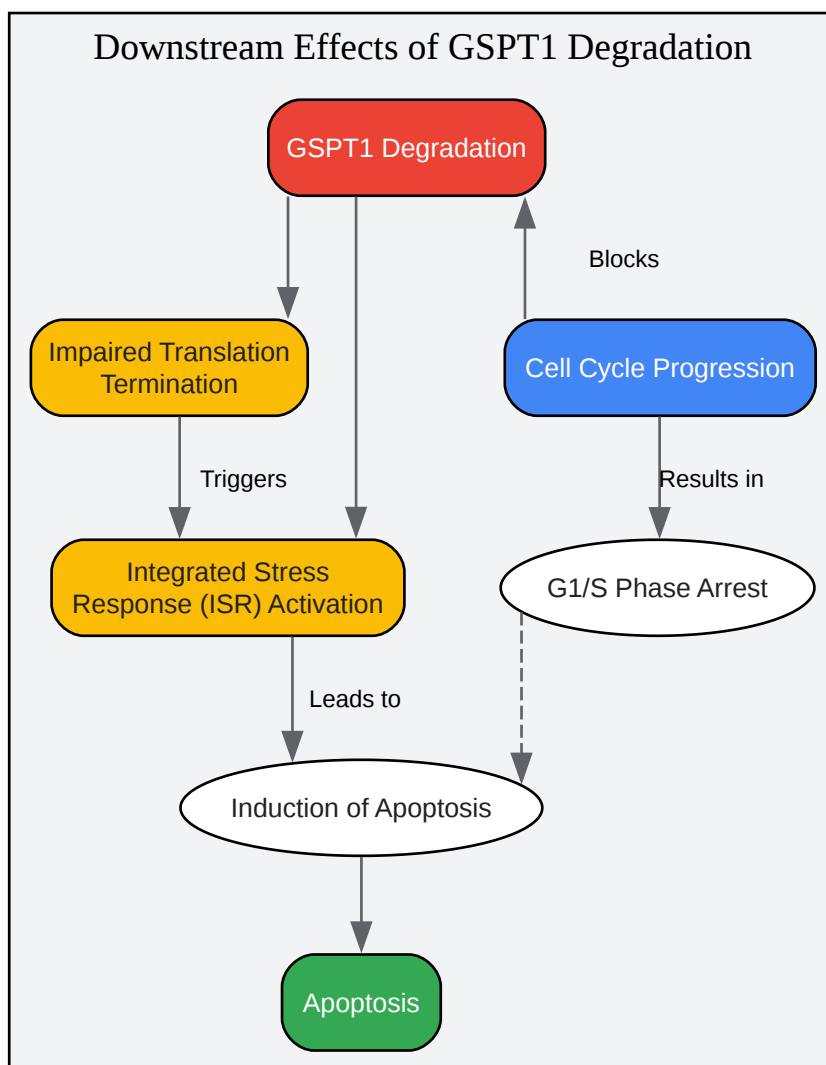 Downstream Effects of GSPT1 Degradation
GSPT1 Degradation
Blocks
Impaired Translation
Termination
Cell Cycle Progression
Triggers
Results in
Integrated Stress
Response (ISR) Activation
G1/S Phase Arrest
Leads to
Induction of Apoptosis
Apoptosis